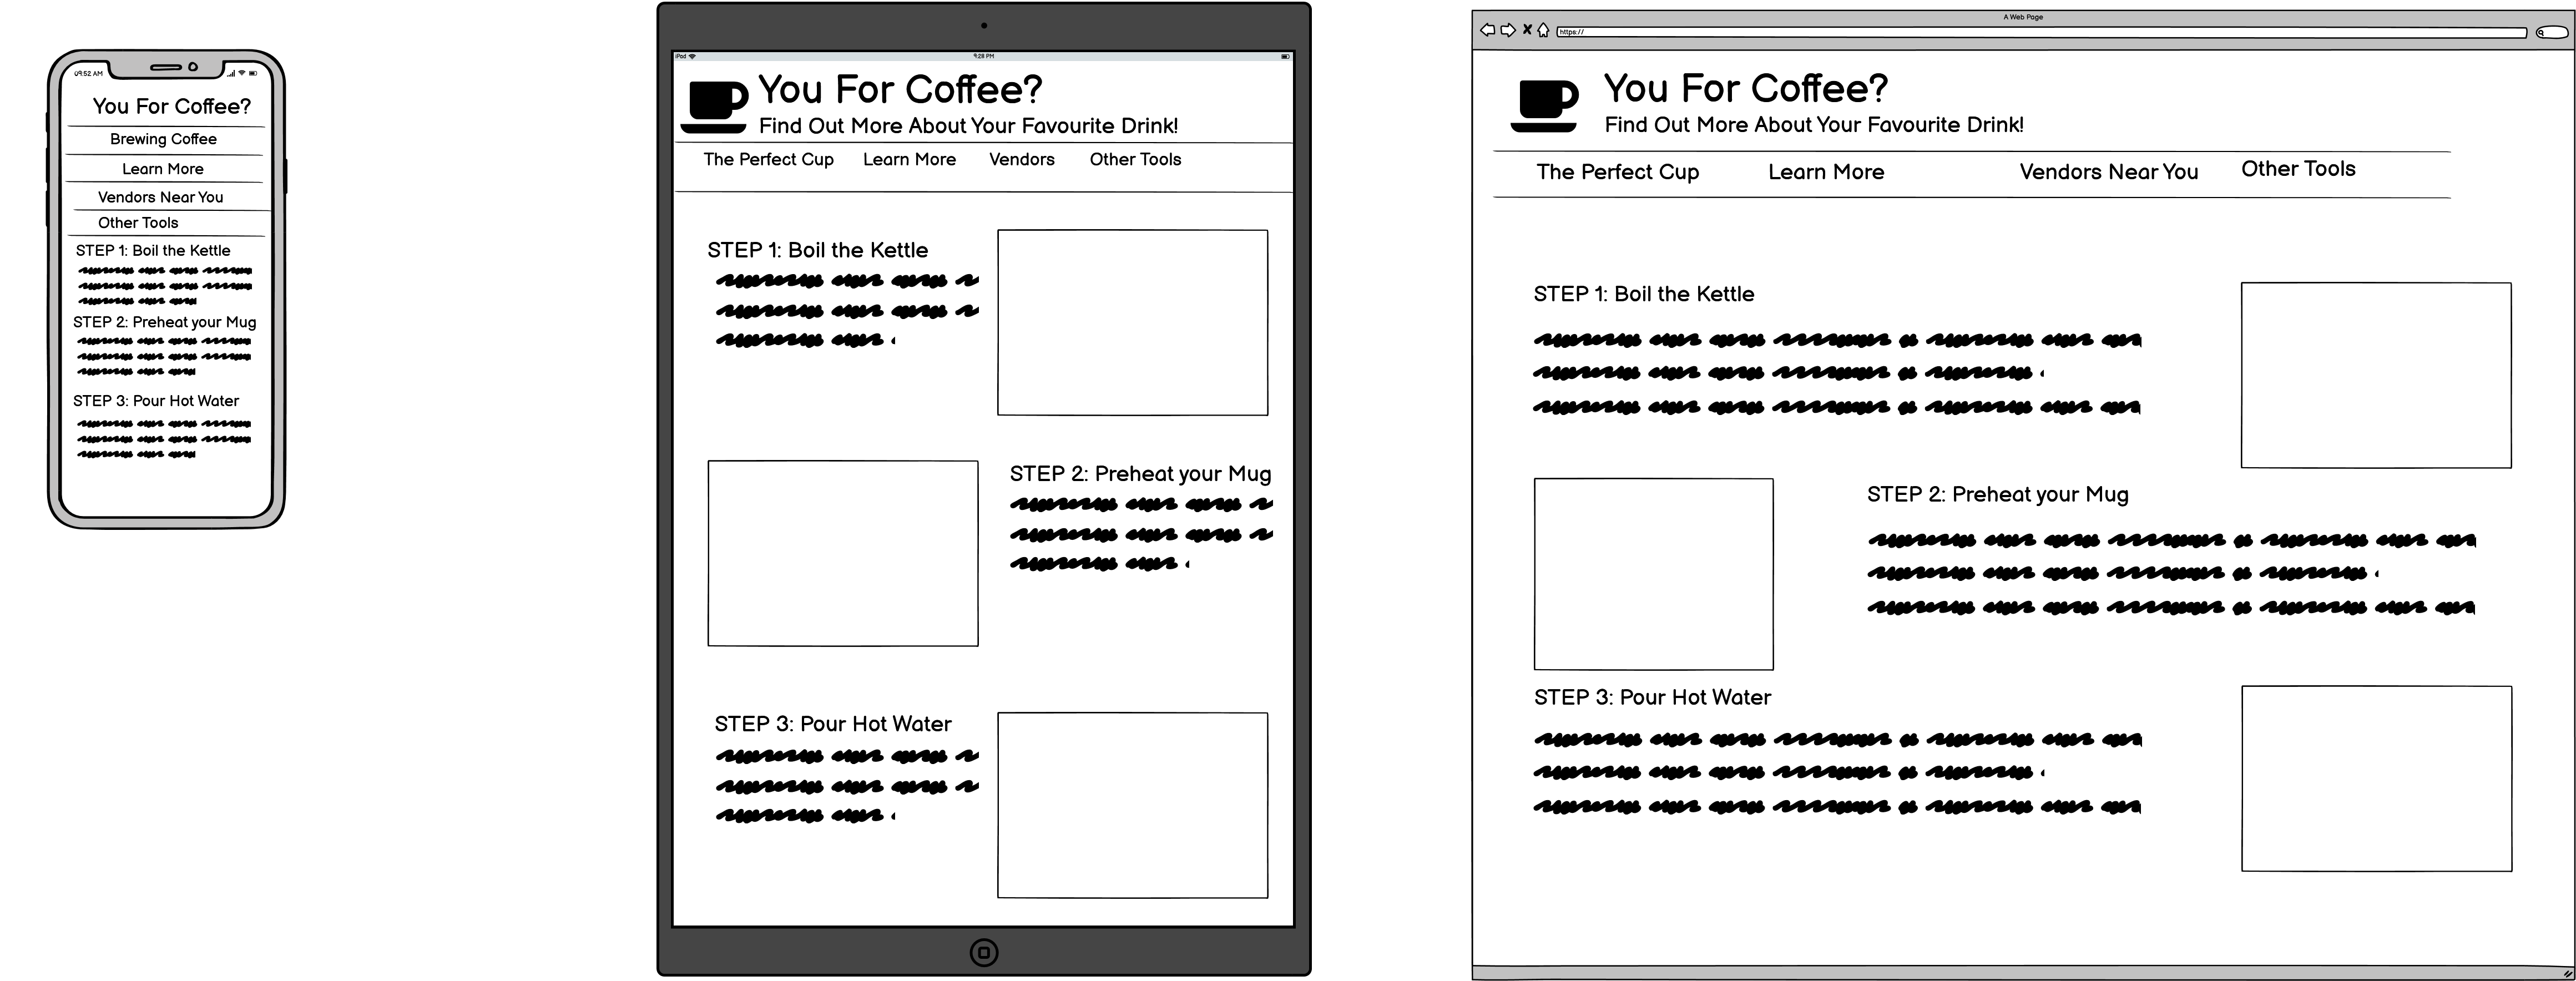 09:52 AM
You For Coffee?
Brewing Coffee
Learn More
Vendors Near You
Other Tools
STEP 1: Boil the Kettle
STEP 2: Preheat your Mug
STEP 3: Pour Hot Water
iPad 9:28 PM
You For Coffee?
Find Out More About Your Favourite Drink!
The Perfect Cup Learn More Vendors Other Tools
STEP 1: Boil the Kettle
STEP 2: Preheat your Mug
STEP 3: Pour Hot Water
A Web Page
https://
You For Coffee?
Find Out More About Your Favourite Drink!
The Perfect Cup Learn More Vendors Near You Other Tools
STEP 1: Boil the Kettle
STEP 2: Preheat your Mug
STEP 3: Pour Hot Water